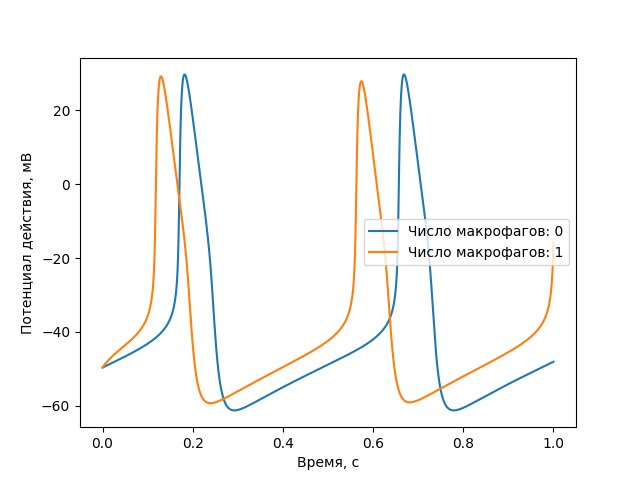 20
0
−20
−40
−60
Потенциал действия, мВ
Число макрофагов: 0
Число макрофагов: 1
0.0 0.2 0.4 0.6 0.8 1.0
Время, с